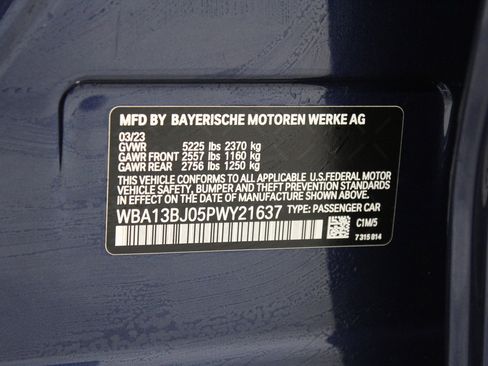 MFD BY BAYERISCHE MOTOREN WERKE AG
03/23
GVWR 5225 lbs 2370 kg
GAWR FRONT 2557 lbs 1160 kg
GAWR REAR 2756 lbs 1250 kg
THIS VEHICLE CONFORMS TO ALL APPLICABLE U.S.FEDERAL MOTOR
VEHICLE SAFETY, BUMPER, AND THEFT PREVENTION STANDARDS IN
EFFECT ON THE DATE OF MANUFACTURE SHOWN ABOVE.
WBA13BJ05PWY21637 TYPE: PASSENGER CAR
C1M/5
7 315 814